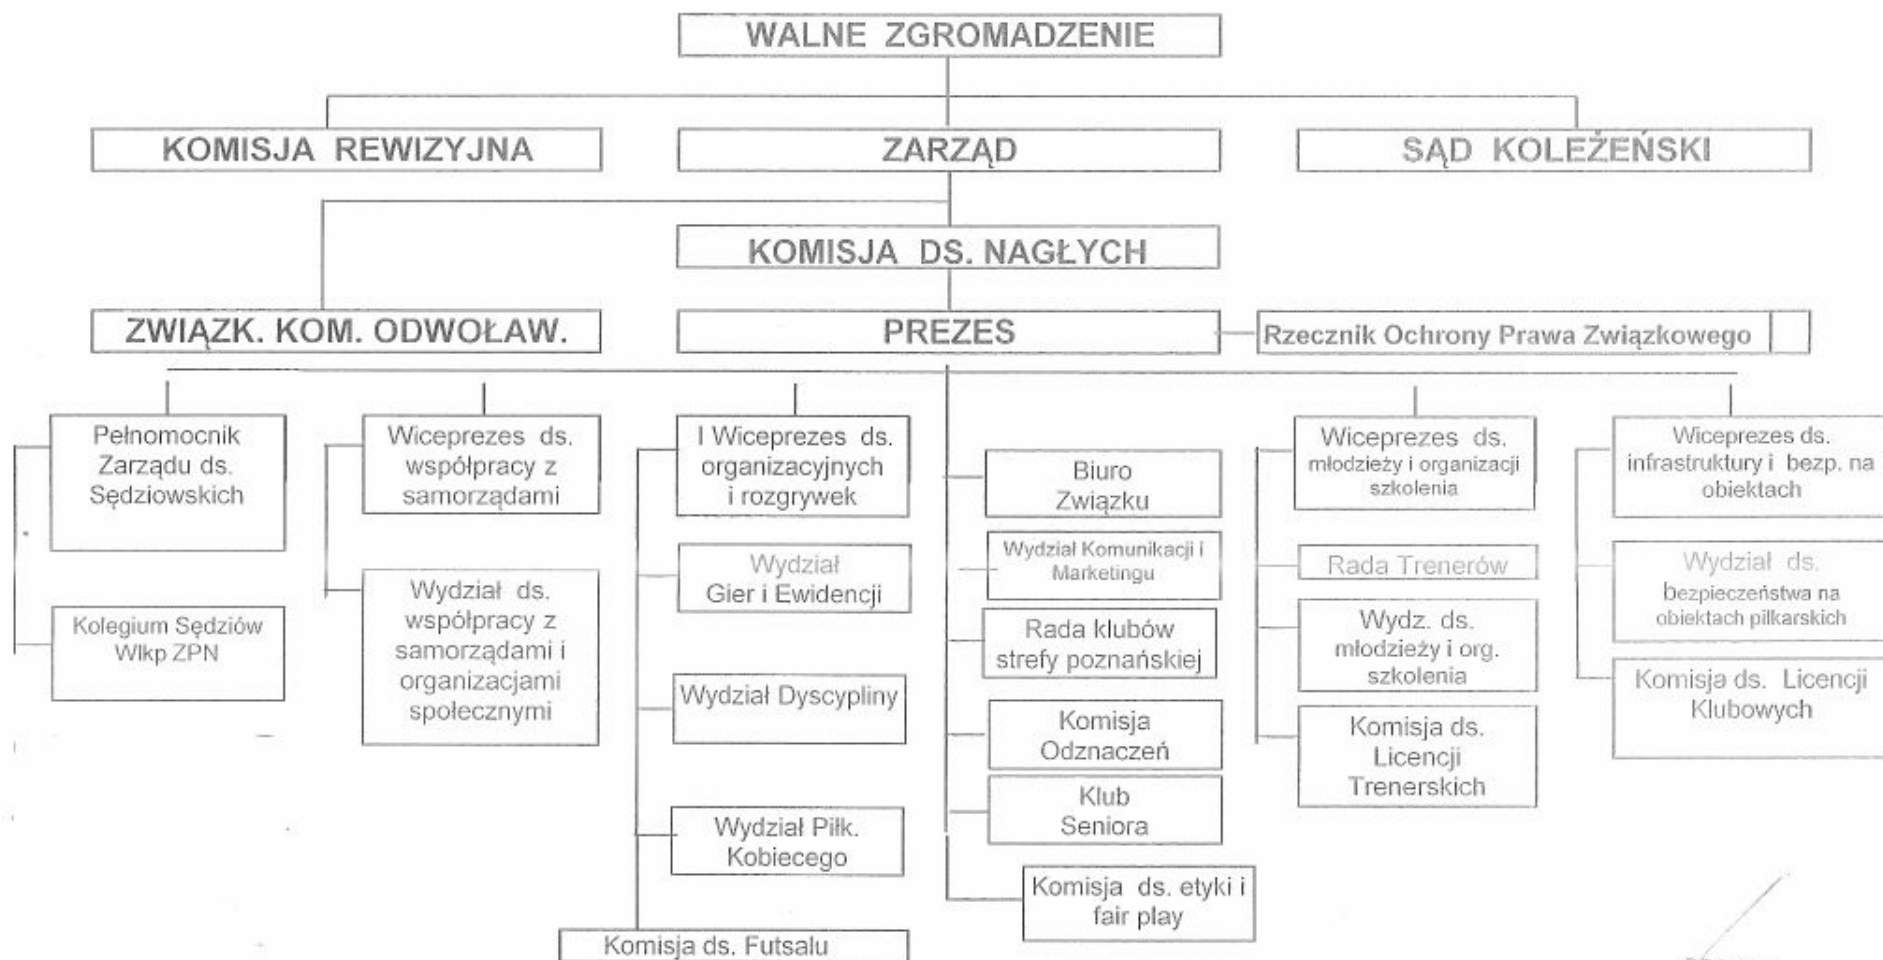 WALNE ZGROMADZENIE
KOMISJA REWIZYJNA
ZARZĄD
SĄD KOLEŻEŃSKI
KOMISJA DS. NAGŁYCH
ZWIĄZK. KOM. ODWOŁAW.
PREZES
Rzecznik Ochrony Prawa Związkowego
Pełnomocnik
Zarządu ds.
Sędziowskich
Kolegium Sędziów
Wlkp ZPN
Wiceprezes ds.
współpracy z
samorządami
Wydział ds.
współpracy z
samorządami i
organizacjami
społecznymi
I Wiceprezes ds.
organizacyjnych
i rozgrywek
Wydział
Gier i Ewidencji
Wydział Dyscypliny
Wydział Piłk.
Kobiecego
Komisja ds. Futsalu
Biuro
Związku
Wydział Komunikacji i
Marketingu
Rada klubów
strefy poznańskiej
Komisja
Odznaczeń
Klub
Seniora
Komisja ds. etyki i
fair play
Wiceprezes ds.
młodzieży i organizacji
szkolenia
Rada Trenerów
Wydz. ds.
młodzieży i org.
szkolenia
Komisja ds.
Licencji
Trenerskich
Wiceprezes ds.
infrastruktury i bezp. na
obiektach
Wydział ds.
bezpieczeństwa na
obiektach pilkarskich
Komisja ds. Licencji
Klubowych